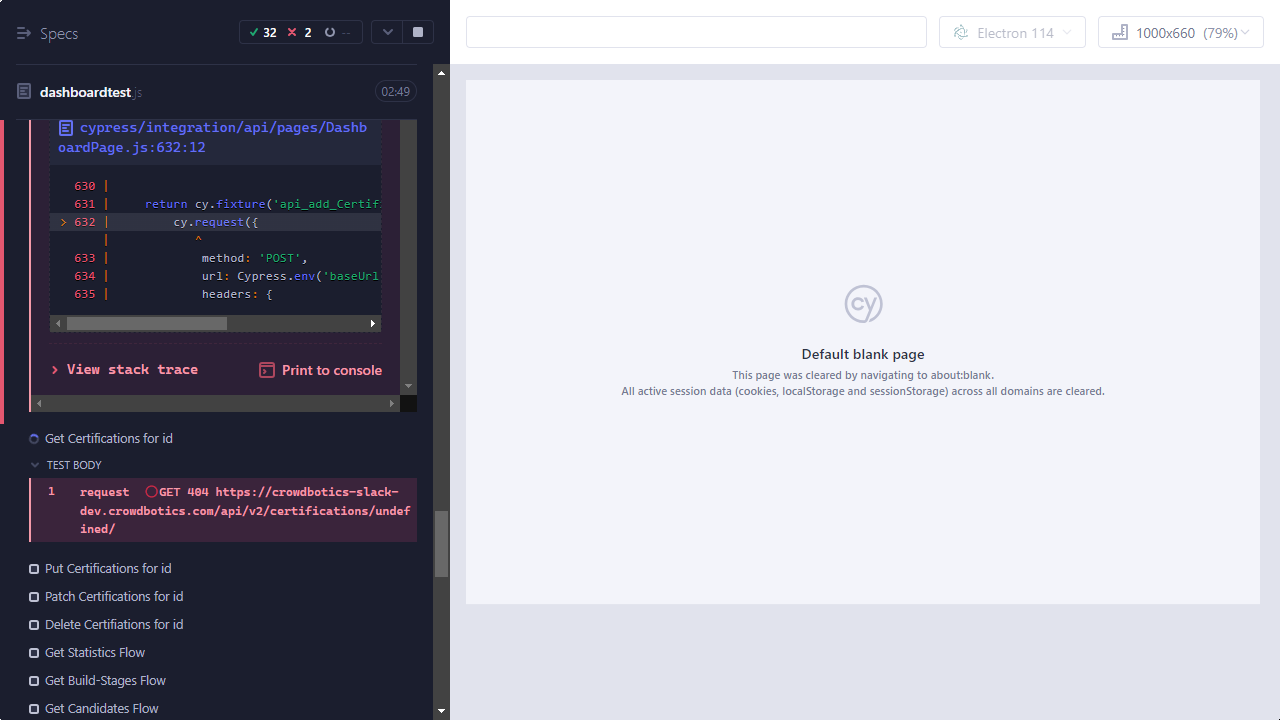 Specs
32 2 --
Electron 114
1000x660 (79%)
dashboardtest.js
02:49
cypress/integration/api/pages/Dashb
oardPage.js:632:12
630 |
631 | return cy.fixture('api_add_Certif
> 632 | cy.request({
| ^
633 | method: 'POST',
634 | url: Cypress.env('baseUrl
635 | headers: {
View stack trace
Print to console
Get Certifications for id
TEST BODY
1 request GET 404 https://crowdbotics-slack-
dev.crowdbotics.com/api/v2/certifications/undef
ined/
Put Certifications for id
Patch Certifications for id
Delete Certifiations for id
Get Statistics Flow
Get Build-Stages Flow
Get Candidates Flow
cy
Default blank page
This page was cleared by navigating to about:blank.
All active session data (cookies, localStorage and sessionStorage) across all domains are cleared.